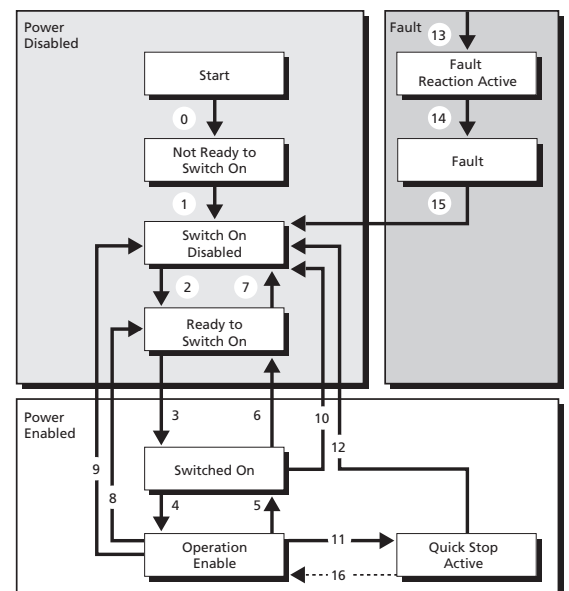 Power
Disabled
Start
0
Not Ready to
Switch On
1
Switch On
Disabled
2
7
Ready to
Switch On
Fault
13
Fault
Reaction Active
14
Fault
15
Power
Enabled
3
6
10
12
9
8
Switched On
4
5
Operation
Enable
11
16
Quick Stop
Active